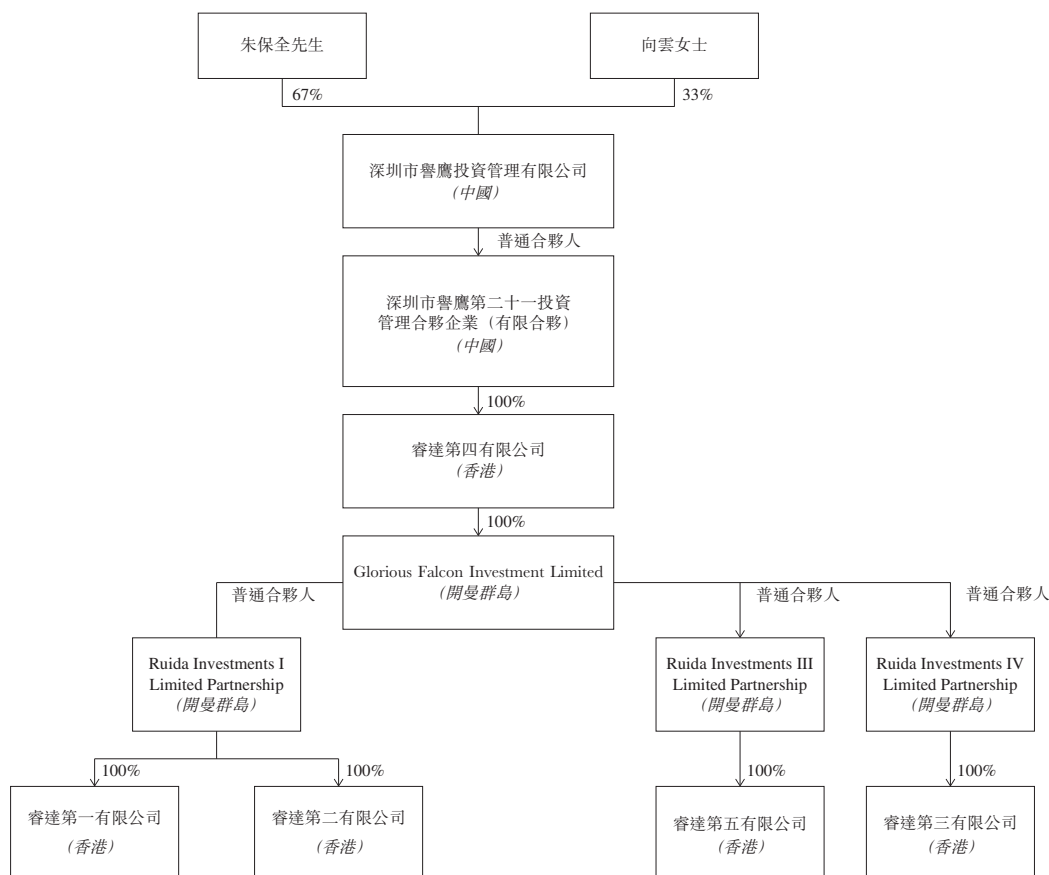 朱保全先生
向雲女士
67%
33%
深圳市譽鷹投資管理有限公司
(中國)
普通合夥人
深圳市譽鷹第二十一投資
管理合夥企業（有限合夥）
(中國)
100%
睿達第四有限公司
(香港)
100%
Glorious Falcon Investment Limited
(開曼群島)
普通合夥人
普通合夥人
普通合夥人
Ruida Investments I
Limited Partnership
(開曼群島)
Ruida Investments III
Limited Partnership
(開曼群島)
Ruida Investments IV
Limited Partnership
(開曼群島)
100%
100%
100%
100%
睿達第一有限公司
(香港)
睿達第二有限公司
(香港)
睿達第五有限公司
(香港)
睿達第三有限公司
(香港)